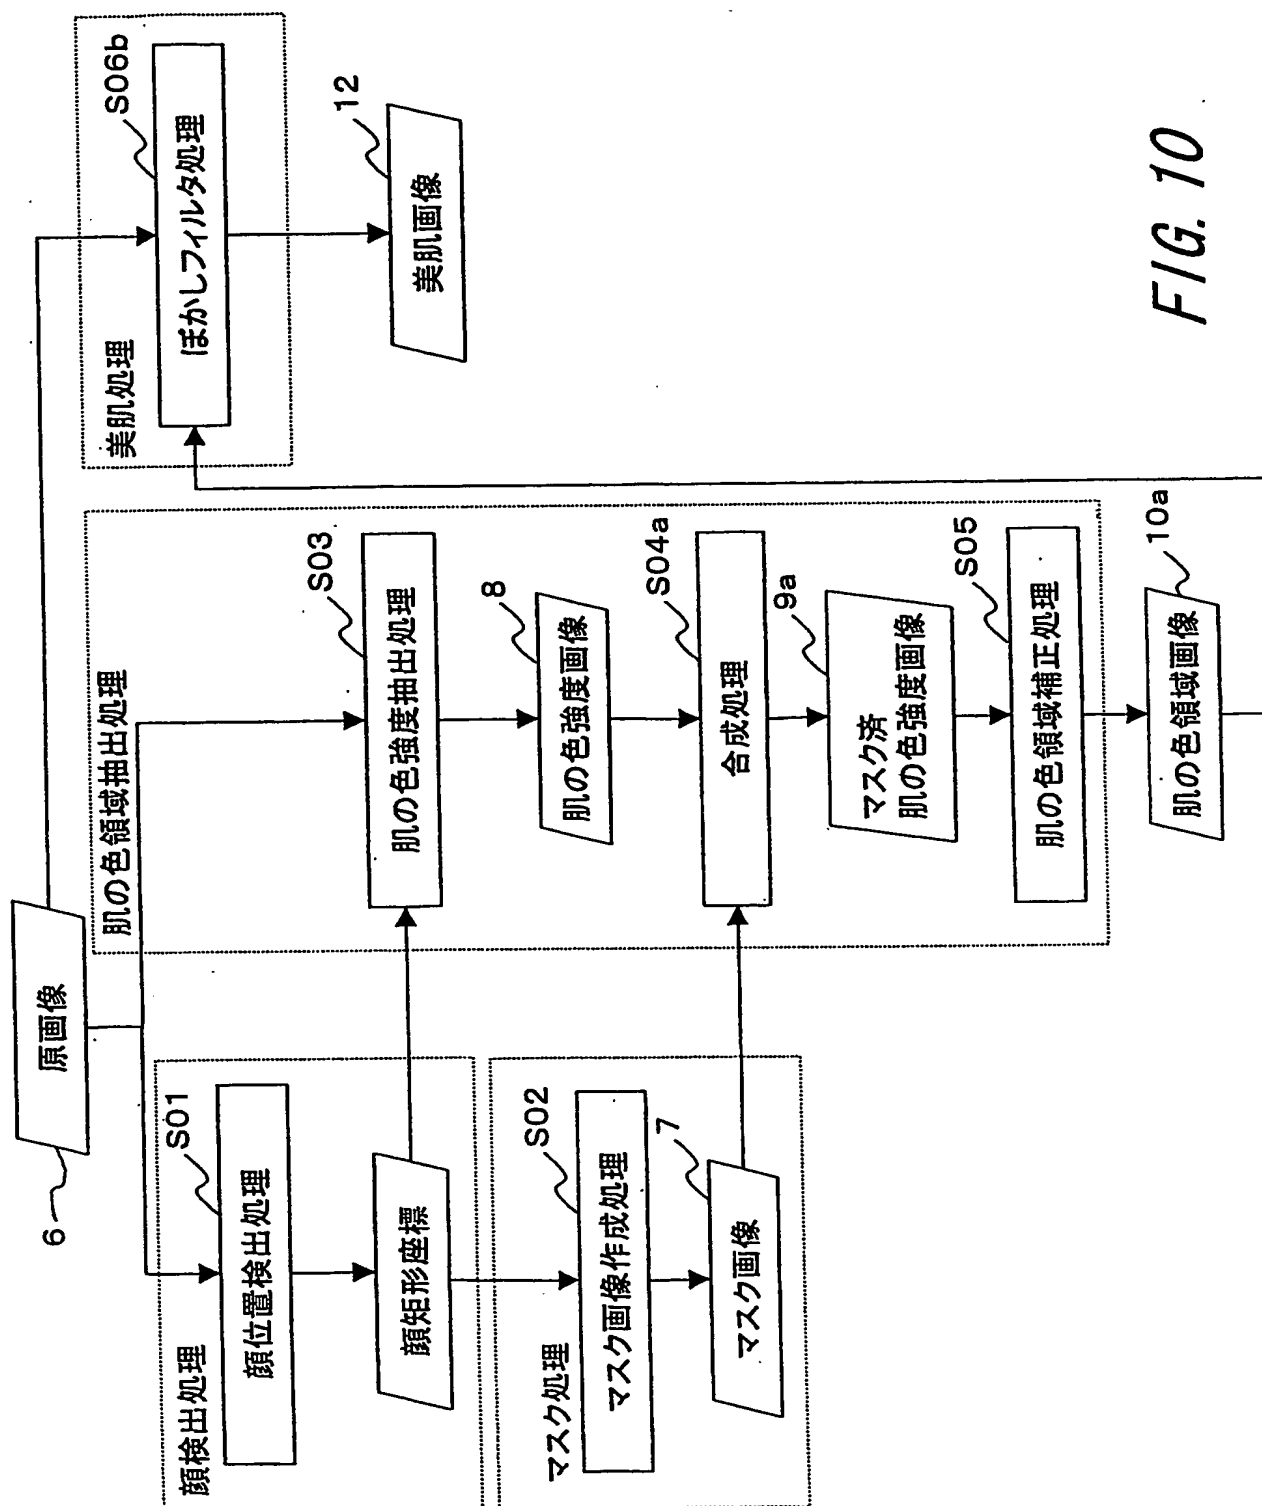 6
原画像
顔検出処理
S01
顔位置検出処理
顔矩形座標
マスク処理
S02
マスク画像作成処理
7
マスク画像
肌の色領域抽出処理
S03
肌の色強度抽出処理
8
肌の色強度画像
S04a
合成処理
9a
マスク済
肌の色強度画像
S05
肌の色領域補正処理
10a
肌の色領域画像
美肌処理
S06b
ぼかしフィルタ処理
12
美肌画像
FIG. 10